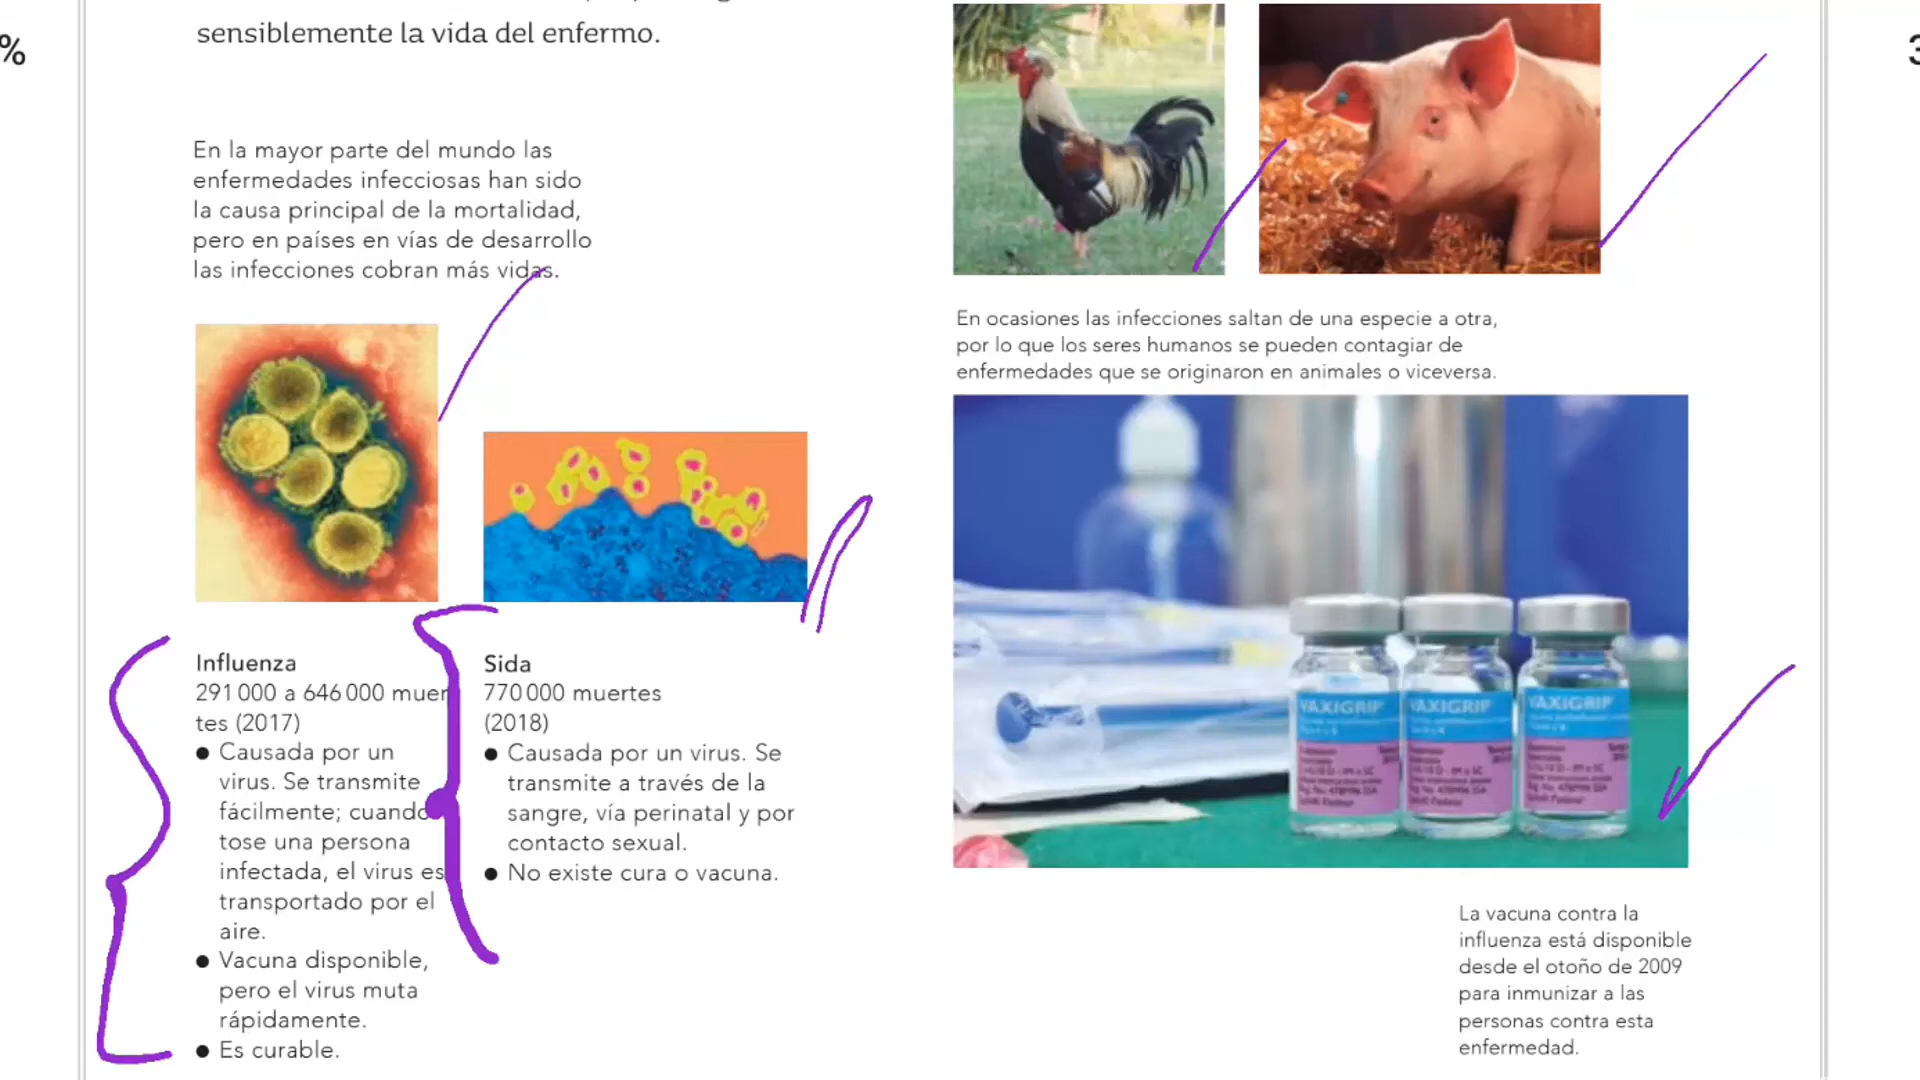 %
3
sensiblemente la vida del enfermo.
En la mayor parte del mundo las
enfermedades infecciosas han sido
la causa principal de la mortalidad,
pero en países en vías de desarrollo
las infecciones cobran más vidas.
Influenza
291 000 a 646 000 muer
tes (2017)
● Causada por un
virus. Se transmite
fácilmente; cuando
tose una persona
infectada, el virus es
transportado por el
aire.
● Vacuna disponible,
pero el virus muta
rápidamente.
● Es curable.
Sida
770 000 muertes
(2018)
● Causada por un virus. Se
transmite a través de la
sangre, vía perinatal y por
contacto sexual.
● No existe cura o vacuna.
En ocasiones las infecciones saltan de una especie a otra,
por lo que los seres humanos se pueden contagiar de
enfermedades que se originaron en animales o viceversa.
VAXIGRIP
VAXIGRIP
VAXIGRIP
La vacuna contra la
influenza está disponible
desde el otoño de 2009
para inmunizar a las
personas contra esta
enfermedad.